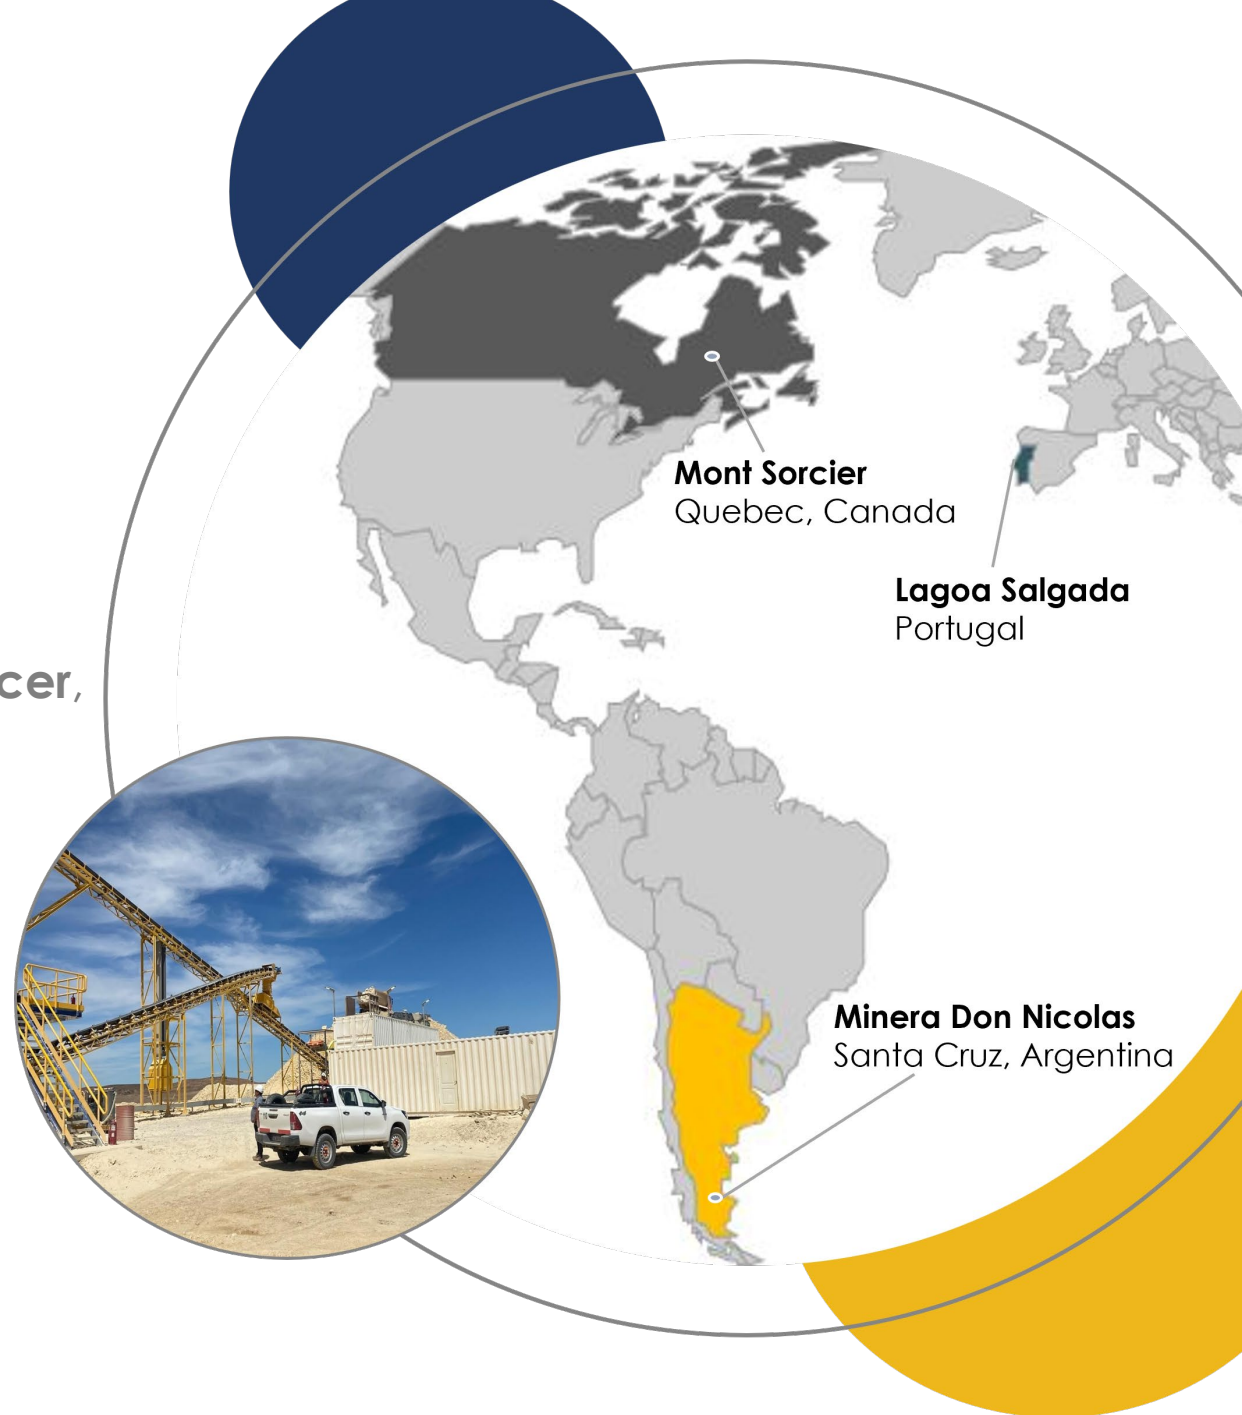 Mont Sorcier
Quebec, Canada
Lagoa Salgada
Portugal
cer,
Minera Don Nicolas
Santa Cruz, Argentina